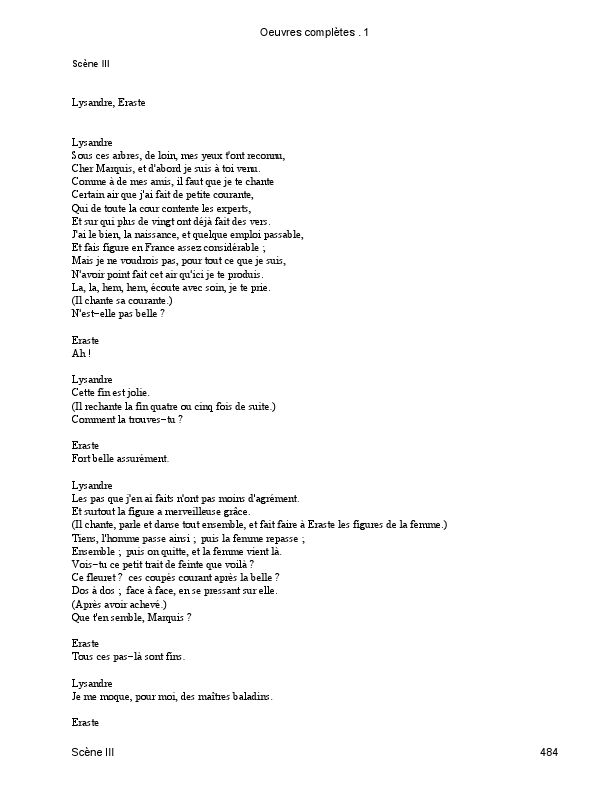 Oeuvres complètes . 1
Scène III
Lysandre, Eraste
Lysandre
Sous ces arbres, de loin, mes yeux t'ont reconnu,
Cher Marquis, et d'abord je suis à toi venu.
Comme à de mes amis, il faut que je te chante
Certain air que j'ai fait de petite courante,
Qui de toute la cour contente les experts,
Et sur qui plus de vingt ont déjà fait des vers.
J'ai le bien, la naissance, et quelque emploi passable,
Et fais figure en France assez considérable ;
Mais je ne voudrois pas, pour tout ce que je suis,
N'avoir point fait cet air qu'ici je te produis.
La, la, hem, hem, écoute avec soin, je te prie.
(Il chante sa courante.)
N'est−elle pas belle ?
Eraste
Ah !
Lysandre
Cette fin est jolie.
(Il rechante la fin quatre ou cinq fois de suite.)
Comment la trouves−tu ?
Eraste
Fort belle assurément.
Lysandre
Les pas que j'en ai faits n'ont pas moins d'agrément.
Et surtout la figure a merveilleuse grâce.
(Il chante, parle et danse tout ensemble, et fait faire à Eraste les figures de la femme.)
Tiens, l'homme passe ainsi ; puis la femme repasse ;
Ensemble ; puis on quitte, et la femme vient là.
Vois−tu ce petit trait de feinte que voilà ?
Ce fleuret ? ces coupés courant après la belle ?
Dos à dos ; face à face, en se pressant sur elle.
(Après avoir achevé.)
Que t'en semble, Marquis ?
Eraste
Tous ces pas−là sont fins.
Lysandre
Je me moque, pour moi, des maîtres baladins.
Eraste
Scène III 484